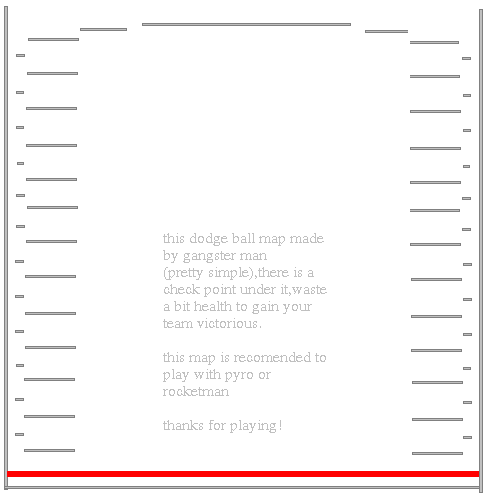 this dodge ball map made
by gangster man
(pretty simple),there is a
check point under it,waste
a bit health to gain your
team victorious.
this map is recomended to
play with pyro or
rocketman
thanks for playing!